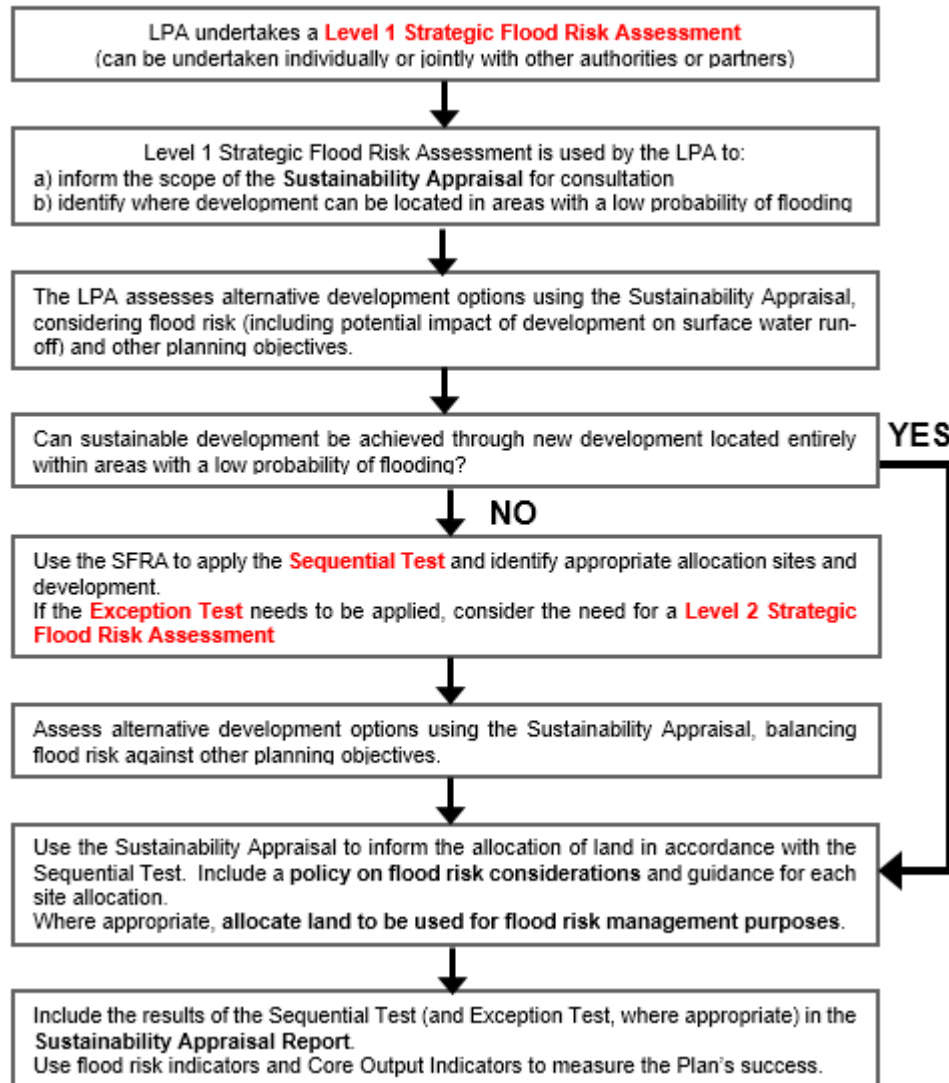 LPA undertakes a Level 1 Strategic Flood Risk Assessment
(can be undertaken individually or jointly with other authorities or partners)
Level 1 Strategic Flood Risk Assessment is used by the LPA to:
a) inform the scope of the Sustainability Appraisal for consultation
b) identify where development can be located in areas with a low probability of flooding
The LPA assesses alternative development options using the Sustainability Appraisal,
considering flood risk (including potential impact of development on surface water run-
off) and other planning objectives.
Can sustainable development be achieved through new development located entirely
within areas with a low probability of flooding?
YES
NO
Use the SFRA to apply the Sequential Test and identify appropriate allocation sites and
development.
If the Exception Test needs to be applied, consider the need for a Level 2 Strategic
Flood Risk Assessment
Assess alternative development options using the Sustainability Appraisal, balancing
flood risk against other planning objectives.
Use the Sustainability Appraisal to inform the allocation of land in accordance with the
Sequential Test. Include a policy on flood risk considerations and guidance for each
site allocation.
Where appropriate, allocate land to be used for flood risk management purposes.
Include the results of the Sequential Test (and Exception Test, where appropriate) in the
Sustainability Appraisal Report.
Use flood risk indicators and Core Output Indicators to measure the Plan's success.